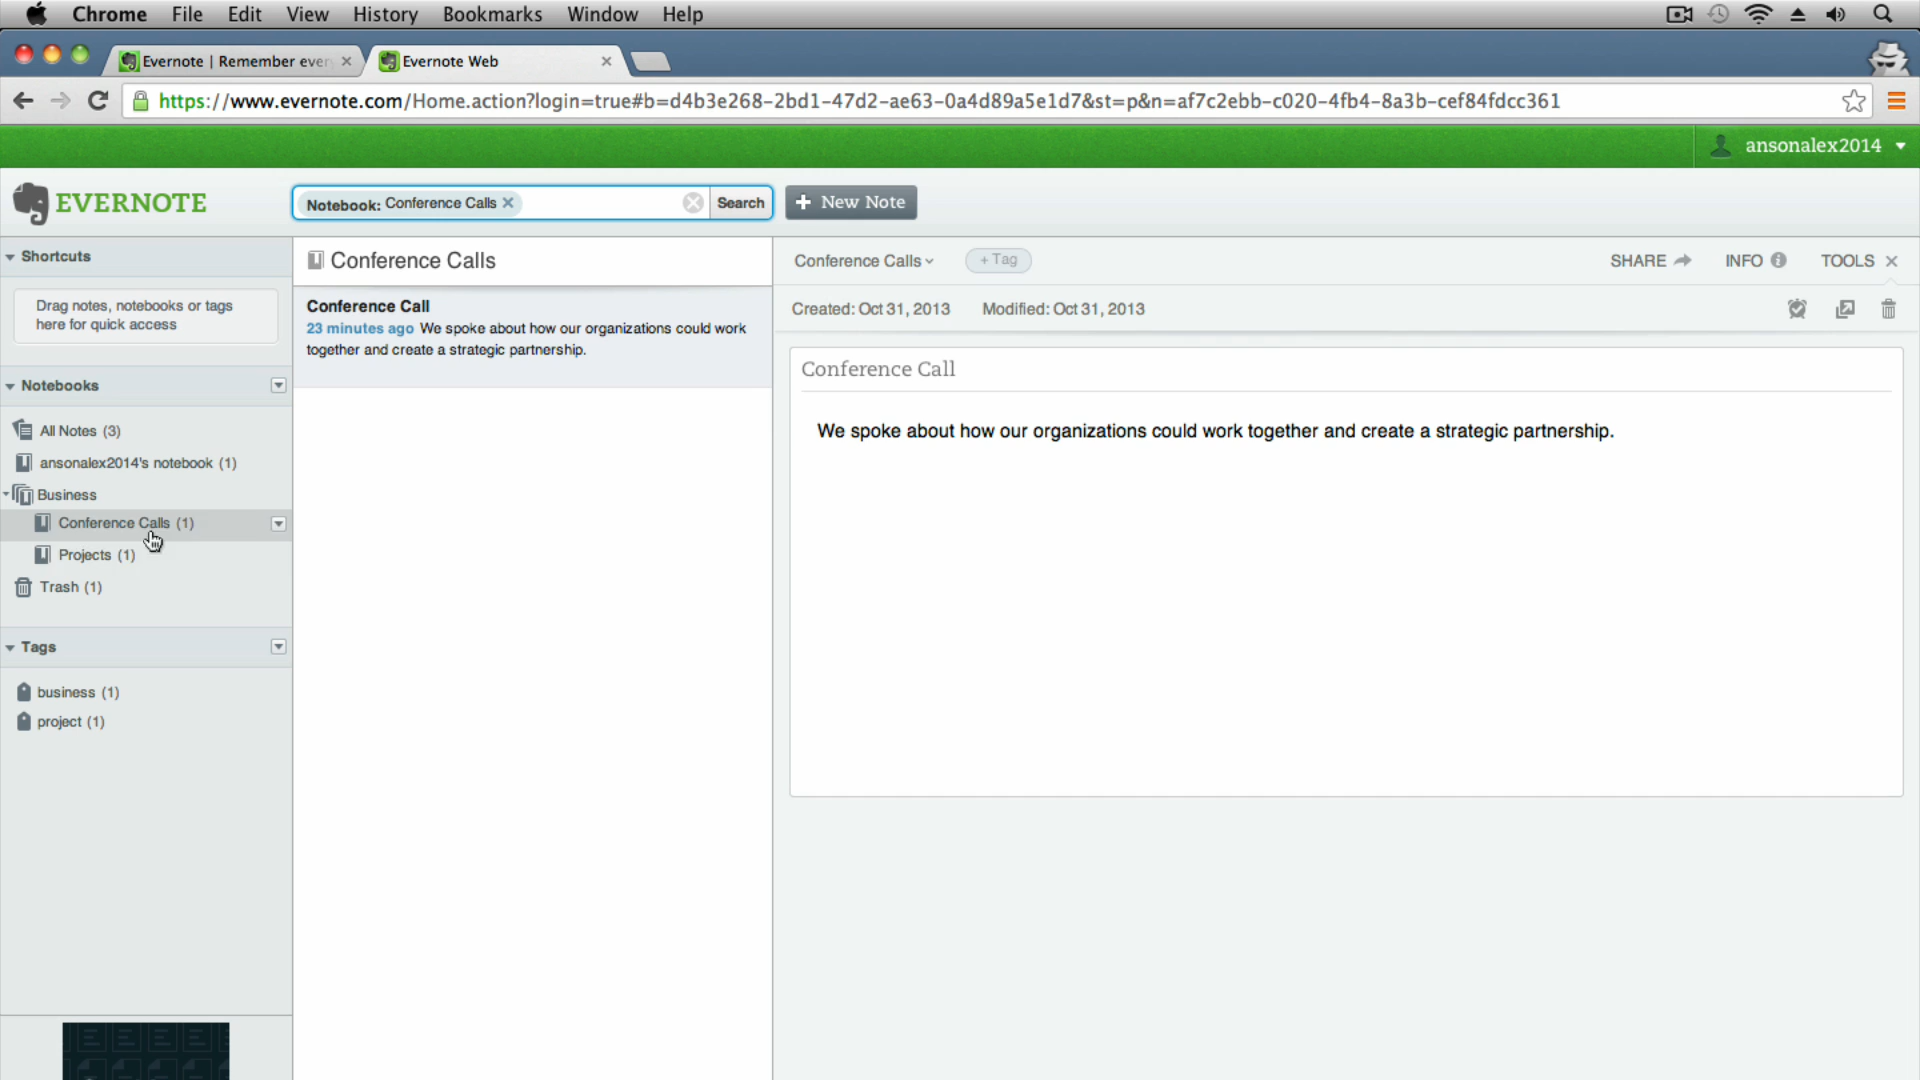 Chrome File Edit View History Bookmarks Window Help
Evernote | Remember ever
Evernote Web
https://www.evernote.com/Home.action?login=true#b=d4b3e268-2bd1-47d2-ae63-0a4d89a5e1d7&st=p&n=af7c2ebb-c020-4fb4-8a3b-cef84fdcc361
ansonalex2014
EVERNOTE
Notebook: Conference Calls
Search
+ New Note
Shortcuts
Drag notes, notebooks or tags
here for quick access
Notebooks
All Notes (3)
ansonalex2014's notebook (1)
Business
Conference Calls (1)
Projects (1)
Trash (1)
Tags
business (1)
project (1)
Conference Calls
Conference Call
23 minutes ago We spoke about how our organizations could work
together and create a strategic partnership.
Conference Calls
+ Tag
SHARE
INFO
TOOLS
Created: Oct 31, 2013
Modified: Oct 31, 2013
Conference Call
We spoke about how our organizations could work together and create a strategic partnership.